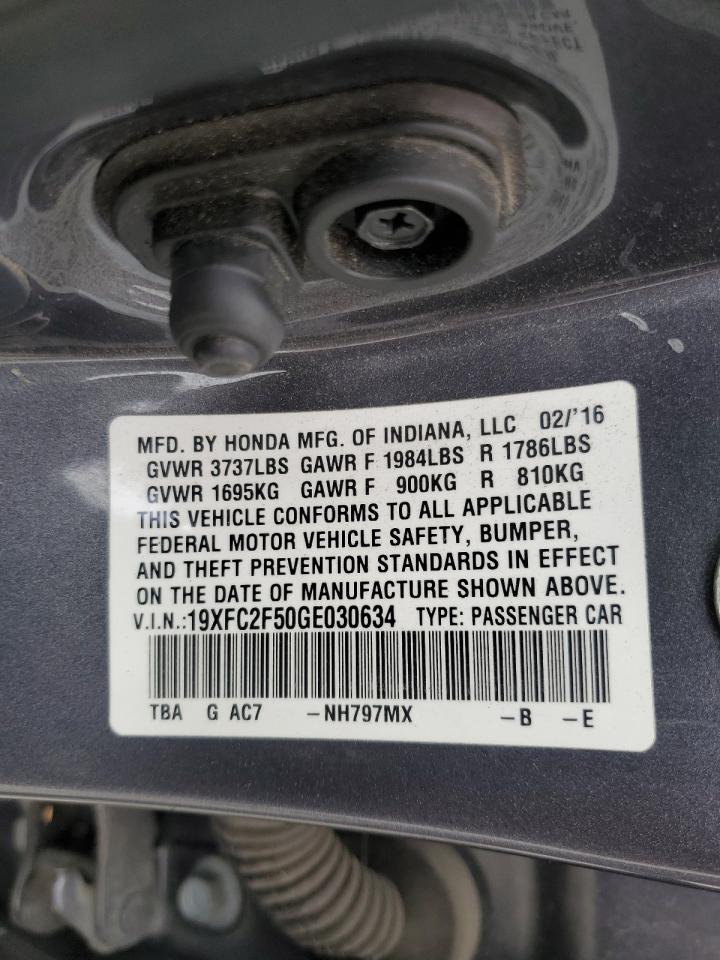 MFD. BY HONDA MFG. OF INDIANA, LLC 02/'16
GVWR 3737LBS GAWR F 1984LBS R 1786LBS
GVWR 1695KG GAWR F 900KG R 810KG
THIS VEHICLE CONFORMS TO ALL APPLICABLE
FEDERAL MOTOR VEHICLE SAFETY, BUMPER,
AND THEFT PREVENTION STANDARDS IN EFFECT
ON THE DATE OF MANUFACTURE SHOWN ABOVE.
V.I.N.:19XFC2F50GE030634 TYPE: PASSENGER CAR
TBA G AC7 -NH797MX -B -E